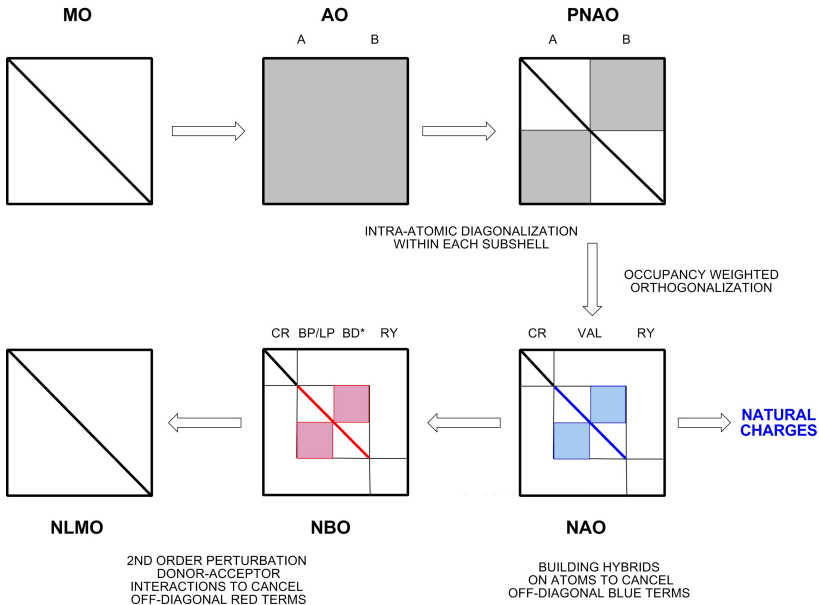 MO
AO
PNAO
A B
A B
INTRA-ATOMIC DIAGONALIZATION
WITHIN EACH SUBSHELL
OCCUPANCY WEIGHTED
ORTHOGONALIZATION
CR BP/LP BD* RY
CR VAL RY
NATURAL
CHARGES
NLMO
NBO
NAO
2ND ORDER PERTURBATION
DONOR-ACCEPTOR
INTERACTIONS TO CANCEL
OFF-DIAGONAL RED TERMS
BUILDING HYBRIDS
ON ATOMS TO CANCEL
OFF-DIAGONAL BLUE TERMS